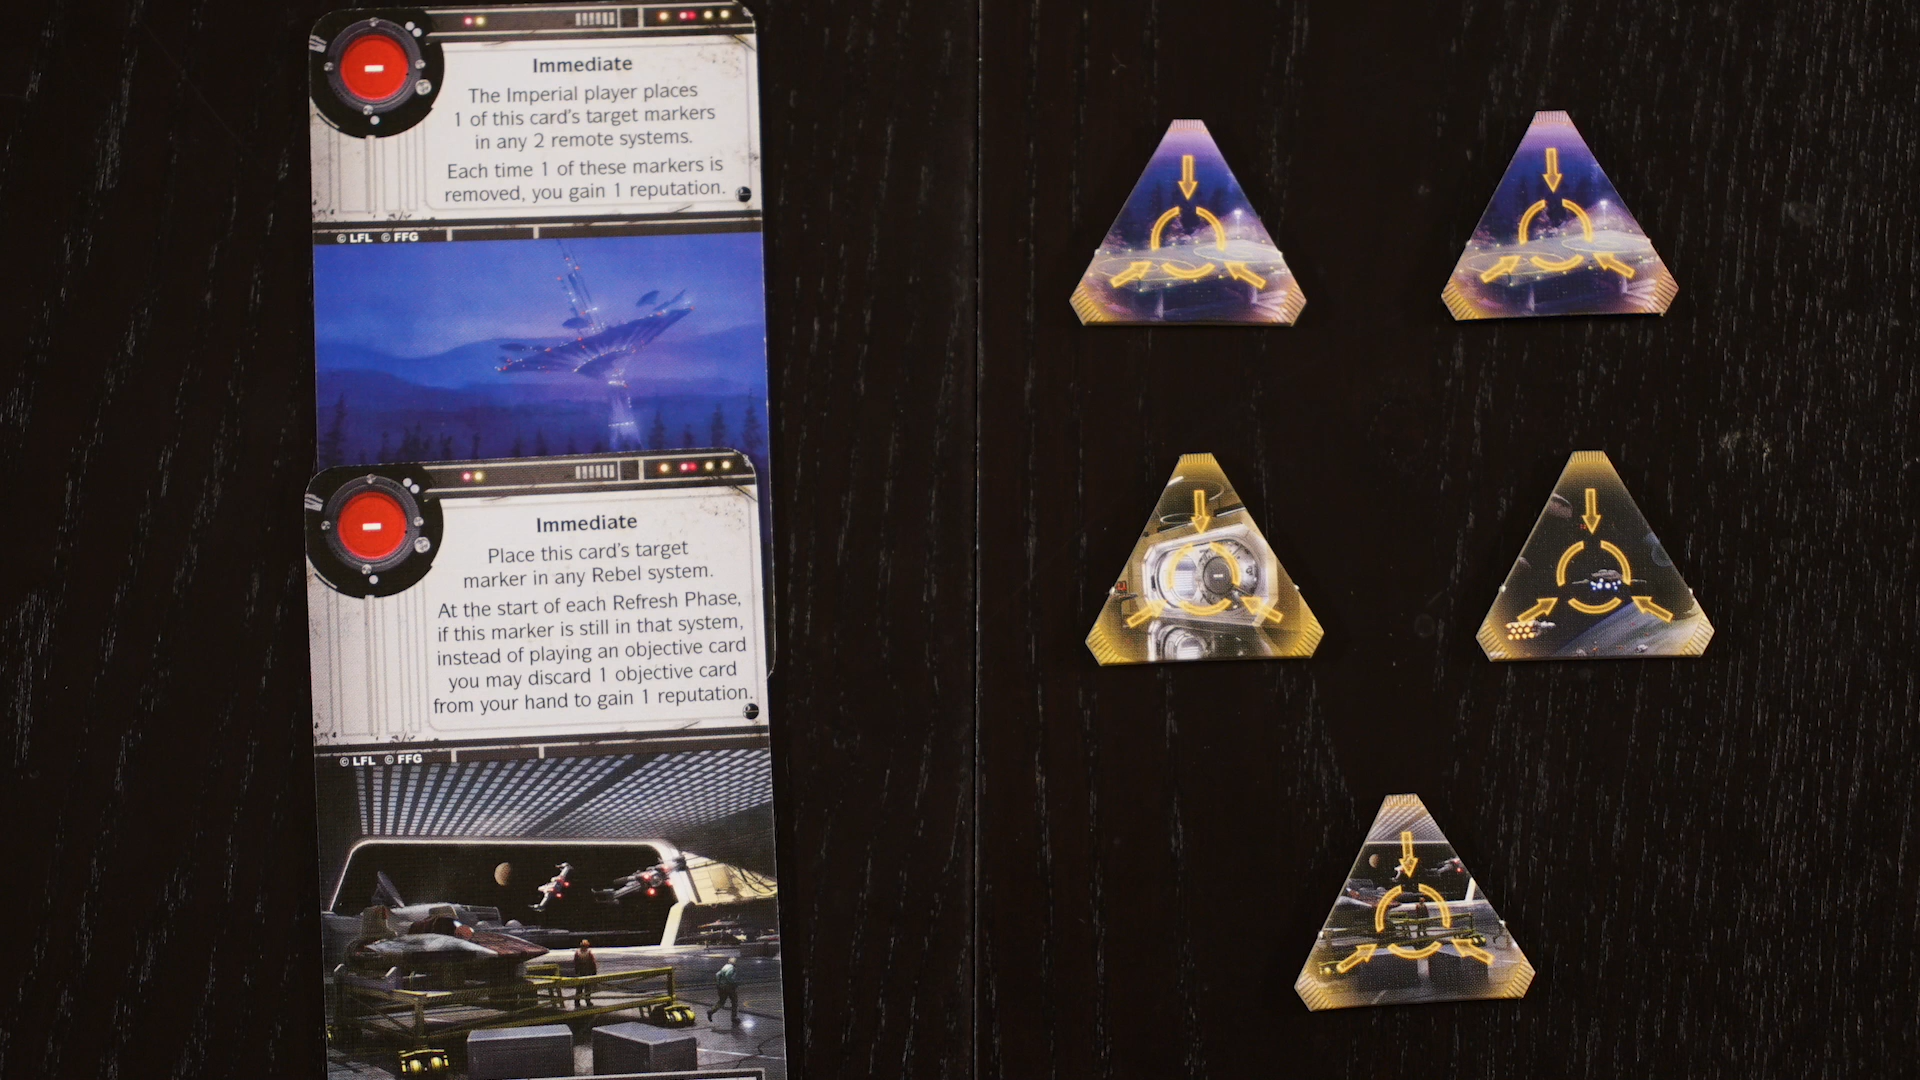 Immediate
The Imperial player places
1 of this card's target markers
in any 2 remote systems.
Each time 1 of these markers is
removed, you gain 1 reputation.
© LFL © FFG
Immediate
Place this card's target
marker in any Rebel system.
At the start of each Refresh Phase,
if this marker is still in that system,
instead of playing an objective card
you may discard 1 objective card
from your hand to gain 1 reputation.
© LFL © FFG